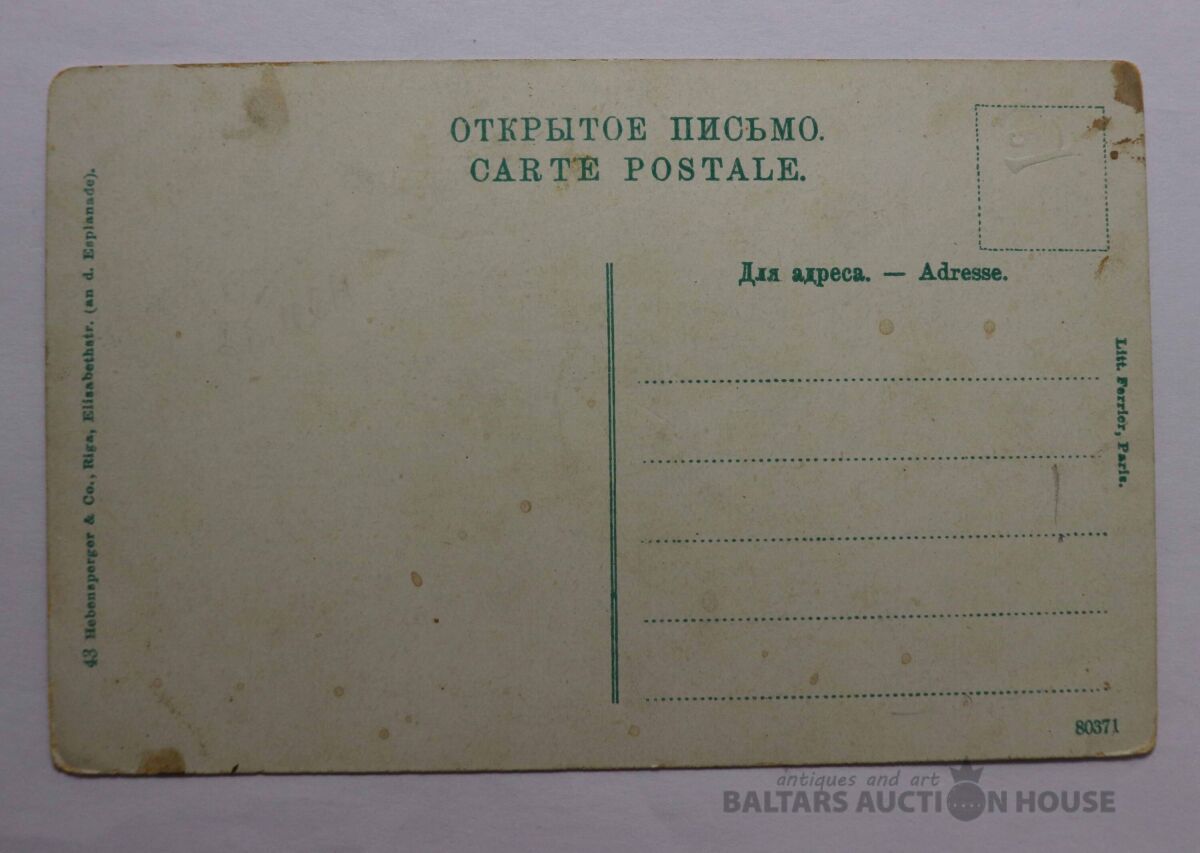 ОТКРЫТОЕ ПИСЬМО.
CARTE POSTALE.
Для адреса. — Adresse.
43 Hebensperger & Co., Riga, Elisabethstr. (an d. Esplanade).
Litt. Ferrier, Paris.
80371
antiques and art
BALTARS AUCTION HOUSE